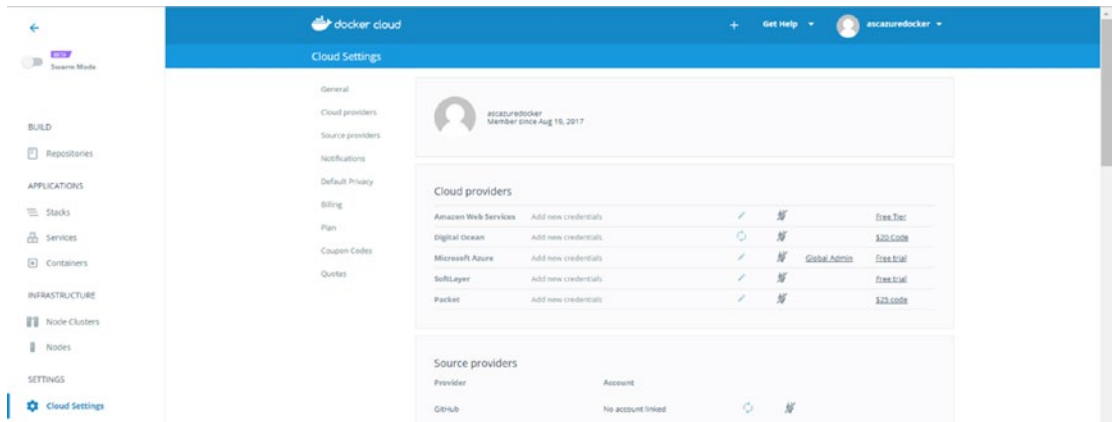 docker cloud
+ Get Help ascazuredocker
BETA
Swarm Mode
Cloud Settings
BUILD
Repositories
APPLICATIONS
Stacks
Services
Containers
INFRASTRUCTURE
Node Clusters
Nodes
SETTINGS
Cloud Settings
General
Cloud providers
Source providers
Notifications
Default Privacy
Billing
Plan
Coupon Codes
Quotas
ascazuredocker
Member since Aug 19, 2017
Cloud providers
Amazon Web Services Add new credentials Free Tier
Digital Ocean Add new credentials $20 Code
Microsoft Azure Add new credentials Global Admin Free trial
SoftLayer Add new credentials Free trial
Packet Add new credentials $25 code
Source providers
Provider Account
GitHub No account linked